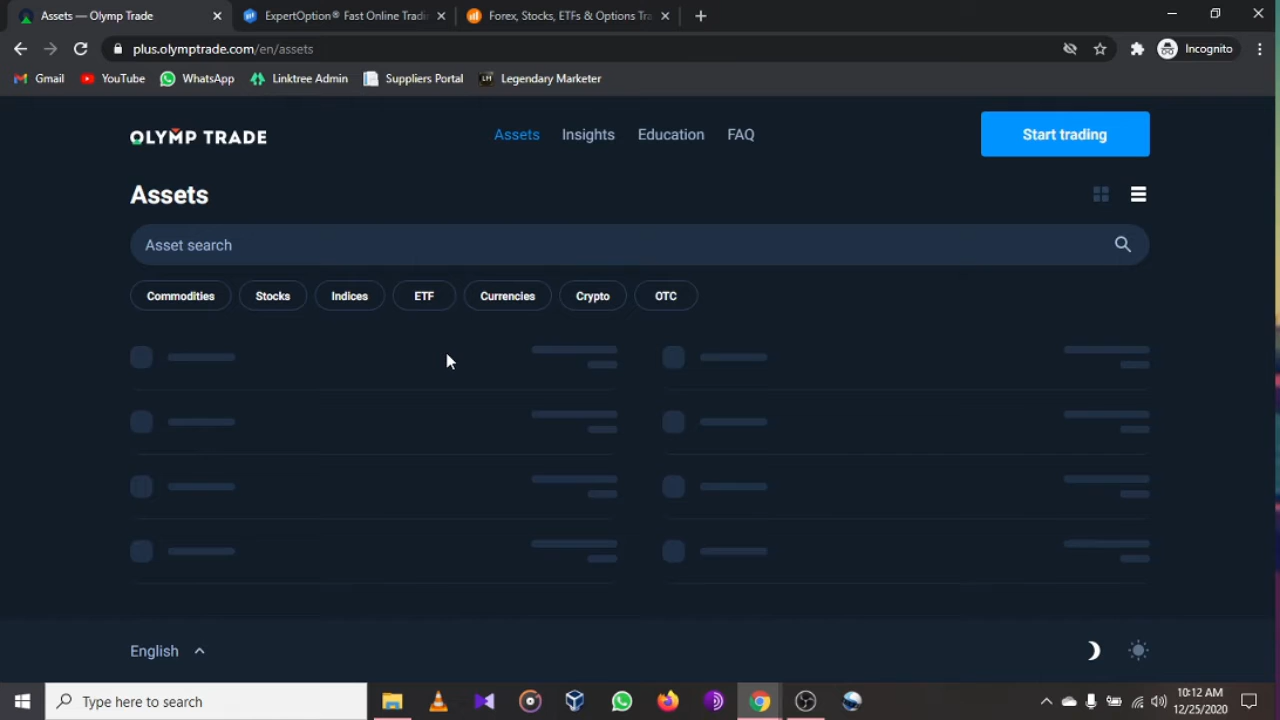 Assets — Olymp Trade
ExpertOption® Fast Online Tradi
Forex, Stocks, ETFs & Options Tra
plus.olymptrade.com/en/assets
Incognito
Gmail
YouTube
WhatsApp
Linktree Admin
Suppliers Portal
LM
Legendary Marketer
OLYMP TRADE
Assets
Insights
Education
FAQ
Start trading
Assets
Asset search
Commodities
Stocks
Indices
ETF
Currencies
Crypto
OTC
English
Type here to search
10:12 AM
12/25/2020